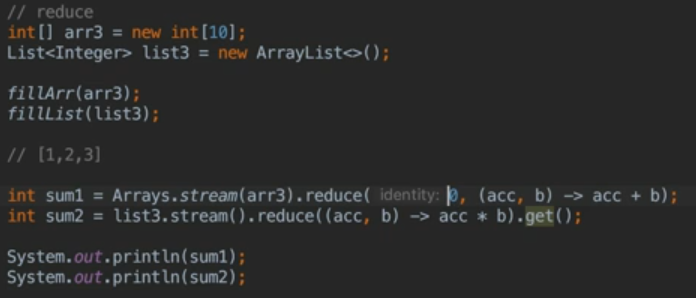 // reduce
int[] arr3 = new int[10];
List<Integer> list3 = new ArrayList<>();
fillArr(arr3);
fillList(list3);
// [1,2,3]
int sum1 = Arrays.stream(arr3).reduce( identity: 0, (acc, b) -> acc + b);
int sum2 = list3.stream().reduce((acc, b) -> acc * b).get();
System.out.println(sum1);
System.out.println(sum2);